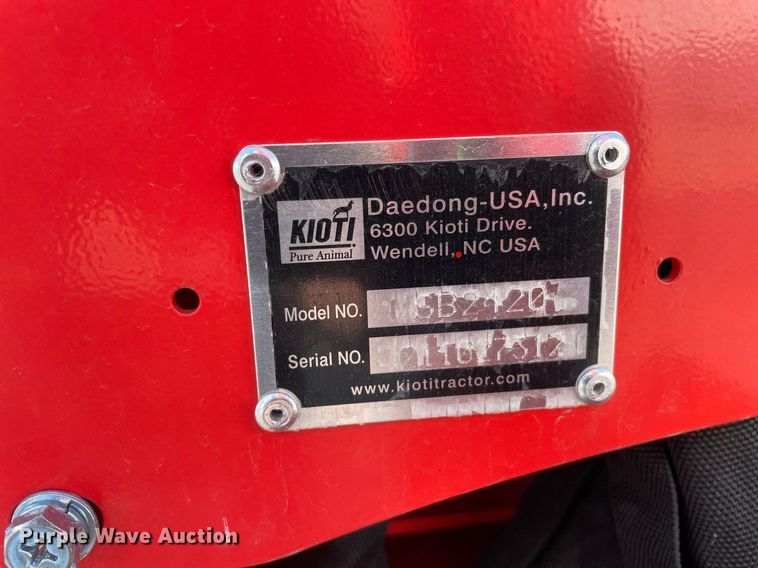 KIOTI
Pure Animal
Daedong-USA,Inc.
6300 Kioti Drive.
Wendell, NC USA
Model NO. SB2420
Serial NO.
www.kiotitractor.com
Purple Wave Auction